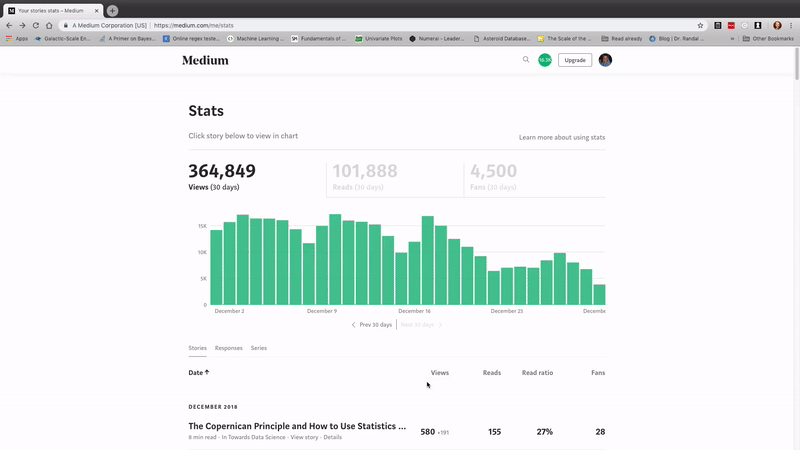 Your stories stats – Medium
A Medium Corporation [US] | https://medium.com/me/stats
Apps Galactic-Scale En... A Primer on Bayes... Online regex teste... Machine Learning ... Fundamentals of ... Univariate Plots Numerai - Leader... Asteroid Database... The Scale of the ... Read already Blog | Dr. Randal ... » Other Bookmarks
Medium
Upgrade
Stats
Click story below to view in chart
Learn more about using stats
364,849 101,888 4,500
Views (30 days) Reads (30 days) Fans (30 days)
15K
10K
5K
0
December 2 December 9 December 16 December 23 Decembe
Prev 30 days Next 30 days
Stories Responses Series
Date Views Reads Read ratio Fans
DECEMBER 2018
The Copernican Principle and How to Use Statistics ... 580 +191 155 27% 28
8 min read · In Towards Data Science · View story · Details